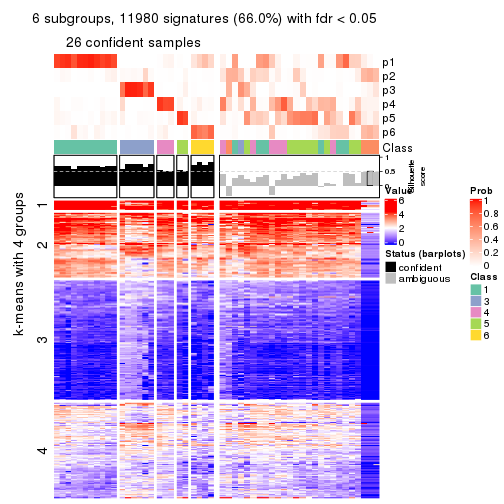 6 subgroups, 11980 signatures (66.0%) with fdr < 0.05
26 confident samples
p1
p2
p3
p4
p5
p6
Class
1
0.5
0
Silhouette
score
k-means with 4 groups
1
2
3
4
Value
6
4
2
0
Status (barplots)
confident
ambiguous
Prob
1
0.8
0.6
0.4
0.2
0
Class
1
3
4
5
6